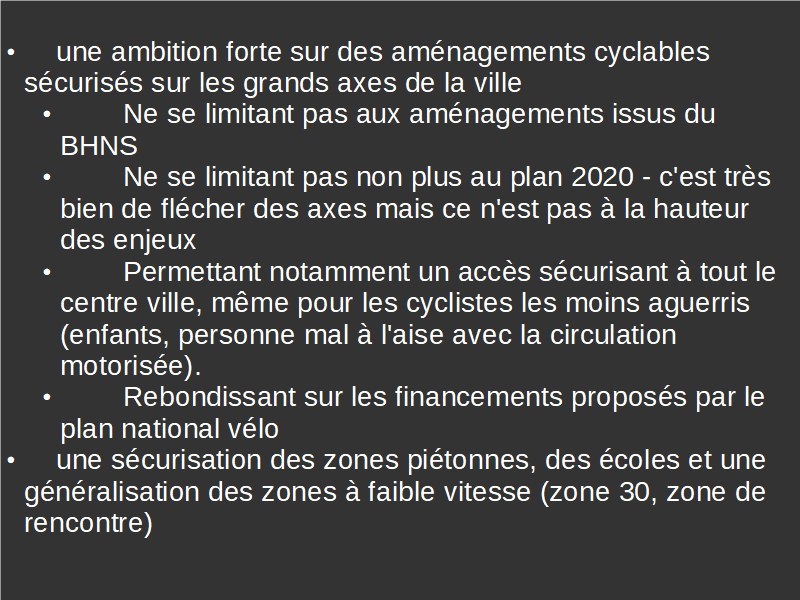 • une ambition forte sur des aménagements cyclables
sécurisés sur les grands axes de la ville
• Ne se limitant pas aux aménagements issus du
BHNS
• Ne se limitant pas non plus au plan 2020 - c'est très
bien de flécher des axes mais ce n'est pas à la hauteur
des enjeux
• Permettant notamment un accès sécurisant à tout le
centre ville, même pour les cyclistes les moins aguerris
(enfants, personne mal à l'aise avec la circulation
motorisée).
• Rebondissant sur les financements proposés par le
plan national vélo
• une sécurisation des zones piétonnes, des écoles et une
généralisation des zones à faible vitesse (zone 30, zone de
rencontre)